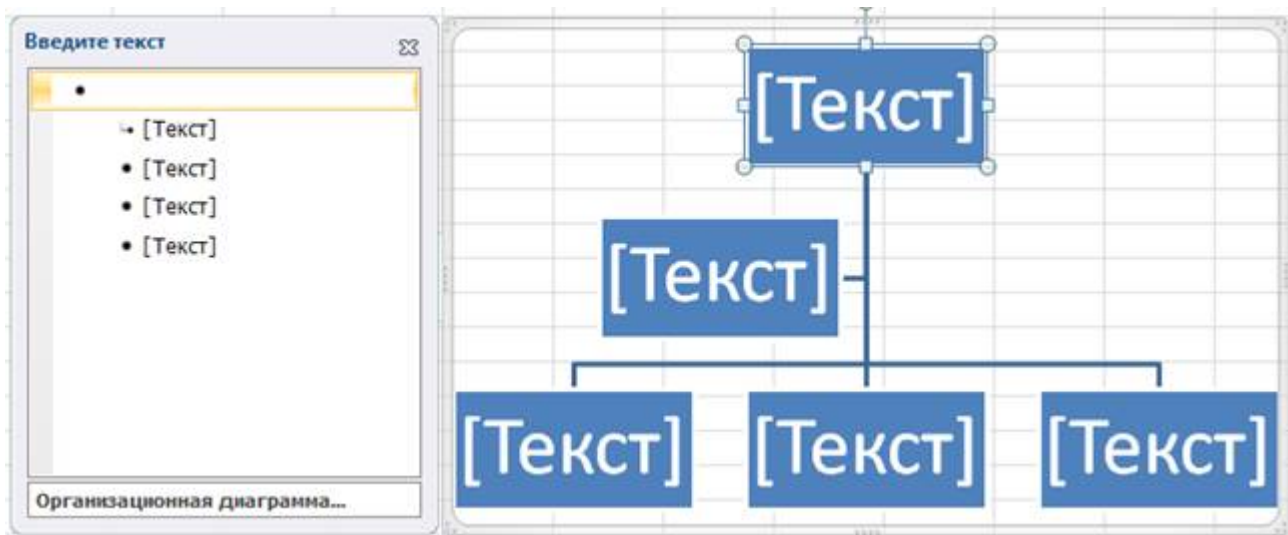 Введите текст
[Текст]
[Текст]
[Текст]
[Текст]
Организационная диаграмма...
[Текст]
[Текст]
[Текст] [Текст] [Текст]